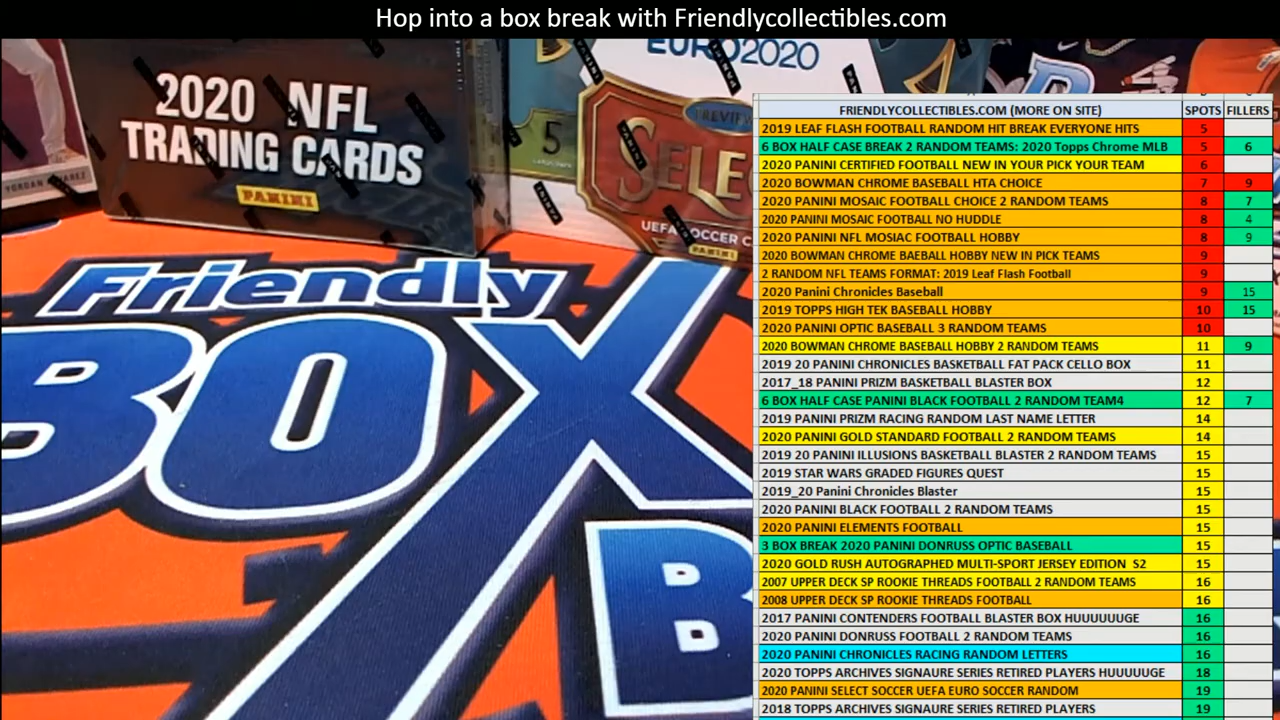 Hop into a box break with Friendlycollectibles.com
2020 NFL
TRADING CARDS
PANINI
5
EURO2020
PREVIEW
SELEC
UEFA SOCCER C
PANINI
Friendly
BOX
B
FRIENDLYCOLLECTIBLES.COM (MORE ON SITE) SPOTS FILLERS
2019 LEAF FLASH FOOTBALL RANDOM HIT BREAK EVERYONE HITS 5
6 BOX HALF CASE BREAK 2 RANDOM TEAMS: 2020 Topps Chrome MLB 5 6
2020 PANINI CERTIFIED FOOTBALL NEW IN YOUR PICK YOUR TEAM 6
2020 BOWMAN CHROME BASEBALL HTA CHOICE 7 9
2020 PANINI MOSAIC FOOTBALL CHOICE 2 RANDOM TEAMS 8 7
2020 PANINI MOSAIC FOOTBALL NO HUDDLE 8 4
2020 PANINI NFL MOSIAC FOOTBALL HOBBY 8 9
2020 BOWMAN CHROME BAEBALL HOBBY NEW IN PICK TEAMS 9
2 RANDOM NFL TEAMS FORMAT: 2019 Leaf Flash Football 9
2020 Panini Chronicles Baseball 9 15
2019 TOPPS HIGH TEK BASEBALL HOBBY 10 15
2020 PANINI OPTIC BASEBALL 3 RANDOM TEAMS 10
2020 BOWMAN CHROME BASEBALL HOBBY 2 RANDOM TEAMS 11 9
2019 20 PANINI CHRONICLES BASKETBALL FAT PACK CELLO BOX 11
2017_18 PANINI PRIZM BASKETBALL BLASTER BOX 12
6 BOX HALF CASE PANINI BLACK FOOTBALL 2 RANDOM TEAM4 12 7
2019 PANINI PRIZM RACING RANDOM LAST NAME LETTER 14
2020 PANINI GOLD STANDARD FOOTBALL 2 RANDOM TEAMS 14
2019 20 PANINI ILLUSIONS BASKETBALL BLASTER 2 RANDOM TEAMS 15
2019 STAR WARS GRADED FIGURES QUEST 15
2019_20 Panini Chronicles Blaster 15
2020 PANINI BLACK FOOTBALL 2 RANDOM TEAMS 15
2020 PANINI ELEMENTS FOOTBALL 15
3 BOX BREAK 2020 PANINI DONRUSS OPTIC BASEBALL 15
2020 GOLD RUSH AUTOGRAPHED MULTI-SPORT JERSEY EDITION S2 15
2007 UPPER DECK SP ROOKIE THREADS FOOTBALL 2 RANDOM TEAMS 16
2008 UPPER DECK SP ROOKIE THREADS FOOTBALL 16
2017 PANINI CONTENDERS FOOTBALL BLASTER BOX HUUUUUUGE 16
2020 PANINI DONRUSS FOOTBALL 2 RANDOM TEAMS 16
2020 PANINI CHRONICLES RACING RANDOM LETTERS 16
2020 TOPPS ARCHIVES SIGNAURE SERIES RETIRED PLAYERS HUUUUUGE 18
2020 PANINI SELECT SOCCER UEFA EURO SOCCER RANDOM 19
2018 TOPPS ARCHIVES SIGNAURE SERIES RETIRED PLAYERS 19